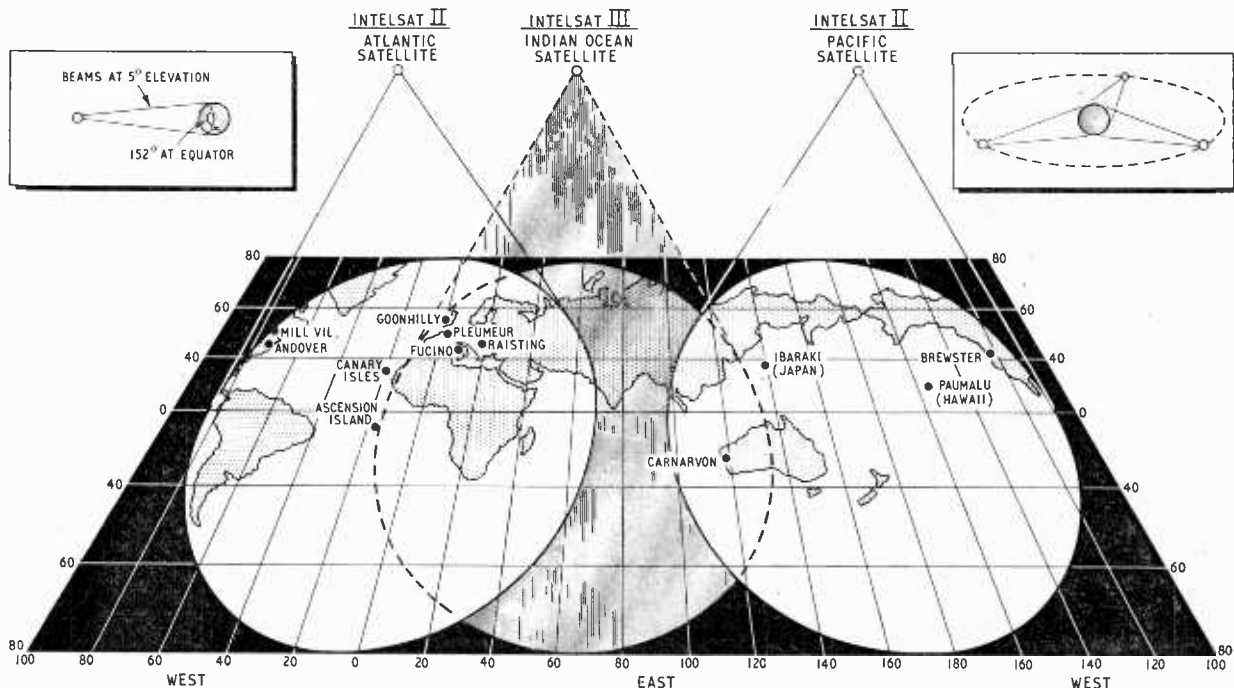 INTELSAT II
ATLANTIC
SATELLITE
INTELSAT III
INDIAN OCEAN
SATELLITE
INTELSAT II
PACIFIC
SATELLITE
BEAMS AT 5° ELEVATION
152° AT EQUATOR
80
80
60
60
40
40
0
0
40
40
60
60
80
80
MILL VIL
ANDOVER
GOONHILLY
PLEUMEUR
FUCINO
RAISTING
CANARY
ISLES
ASCENSION
ISLAND
IBARAKI
(JAPAN)
BREWSTER
PAUMALU
(HAWAII)
CARNARVON
100 80 60 40 20 0 20 40 60 80 100 120 140 160 180 160 140 120 100
WEST EAST WEST